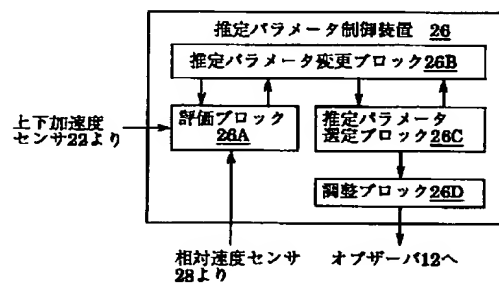 推定パラメータ制御装置 26
推定パラメータ変更ブロック26B
上下加速度
センサ22より
評価ブロック
26A
推定パラメータ
選定ブロック26C
調整ブロック26D
相対速度センサ
28より
オブザーバ12へ